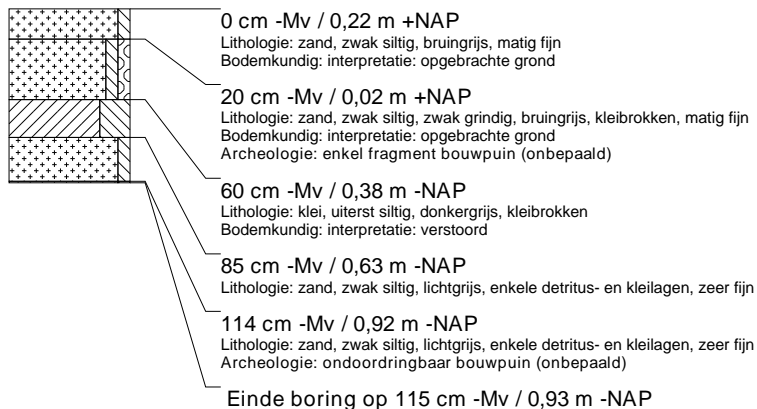 0 cm -Mv / 0,22 m +NAP
Lithologie: zand, zwak siltig, bruingrijs, matig fijn
Bodemkundig: interpretatie: opgebrachte grond
20 cm -Mv / 0,02 m +NAP
Lithologie: zand, zwak siltig, zwak grindig, bruingrijs, kleibrokken, matig fijn
Bodemkundig: interpretatie: opgebrachte grond
Archeologie: enkel fragment bouwpuin (onbepaald)
60 cm -Mv / 0,38 m -NAP
Lithologie: klei, uiterst siltig, donkergrijs, kleibrokken
Bodemkundig: interpretatie: verstoord
85 cm -Mv / 0,63 m -NAP
Lithologie: zand, zwak siltig, lichtgrijs, enkele detritus- en kleilagen, zeer fijn
114 cm -Mv / 0,92 m -NAP
Lithologie: zand, zwak siltig, lichtgrijs, enkele detritus- en kleilagen, zeer fijn
Archeologie: ondoordringbaar bouwpuin (onbepaald)
Einde boring op 115 cm -Mv / 0,93 m -NAP